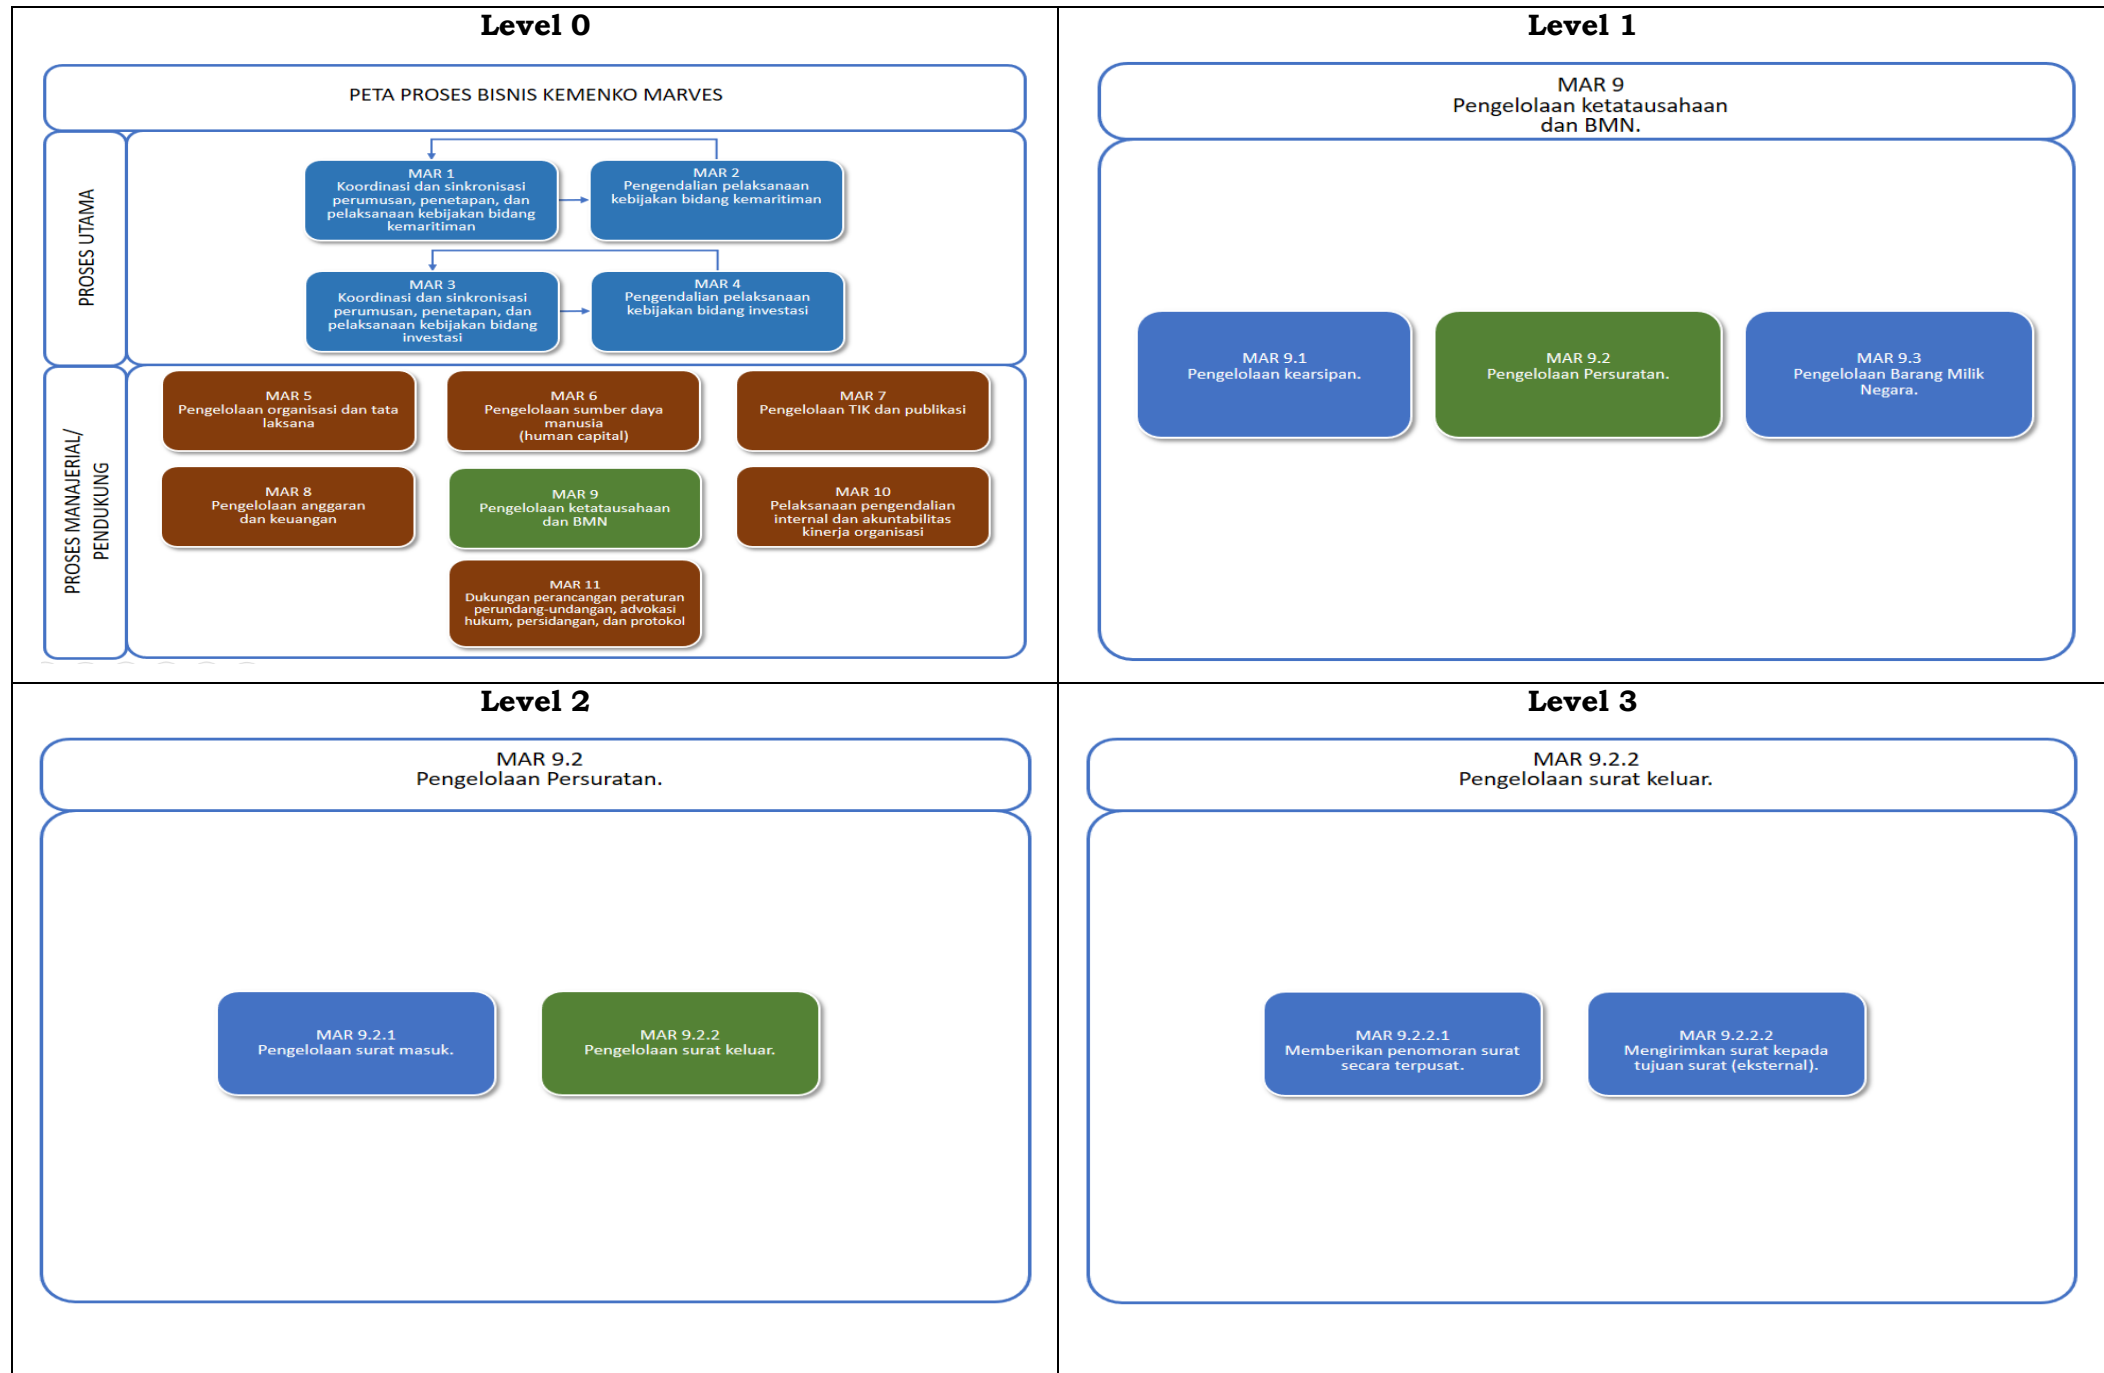 Level 0
PETA PROSES BISNIS KEMENKO MARVES
PROSES UTAMA
MAR 1
Koordinasi dan sinkronisasi
perumusan, penetapan, dan
pelaksanaan kebijakan bidang
kemaritiman
MAR 2
Pengendalian pelaksanaan
kebijakan bidang kemaritiman
MAR 3
Koordinasi dan sinkronisasi
perumusan, penetapan, dan
pelaksanaan kebijakan bidang
investasi
MAR 4
Pengendalian pelaksanaan
kebijakan bidang investasi
PROSES MANAJERIAL/
PENDUKUNG
MAR 5
Pengelolaan organisasi dan tata
laksana
MAR 6
Pengelolaan sumber daya
manusia
(human capital)
MAR 7
Pengelolaan TIK dan publikasi
MAR 8
Pengelolaan anggaran
dan keuangan
MAR 9
Pengelolaan ketatausahaan
dan BMN
MAR 10
Pelaksanaan pengendalian
internal dan akuntabilitas
kinerja organisasi
MAR 11
Dukungan perancangan peraturan
perundang-undangan, advokasi
hukum, persidangan, dan protokol
Level 1
MAR 9
Pengelolaan ketatausahaan
dan BMN.
MAR 9.1
Pengelolaan kearsipan.
MAR 9.2
Pengelolaan Persuratan.
MAR 9.3
Pengelolaan Barang Milik
Negara.
Level 2
MAR 9.2
Pengelolaan Persuratan.
MAR 9.2.1
Pengelolaan surat masuk.
MAR 9.2.2
Pengelolaan surat keluar.
Level 3
MAR 9.2.2
Pengelolaan surat keluar.
MAR 9.2.2.1
Memberikan penomoran surat
secara terpusat.
MAR 9.2.2.2
Mengirimkan surat kepada
tujuan surat (eksternal).